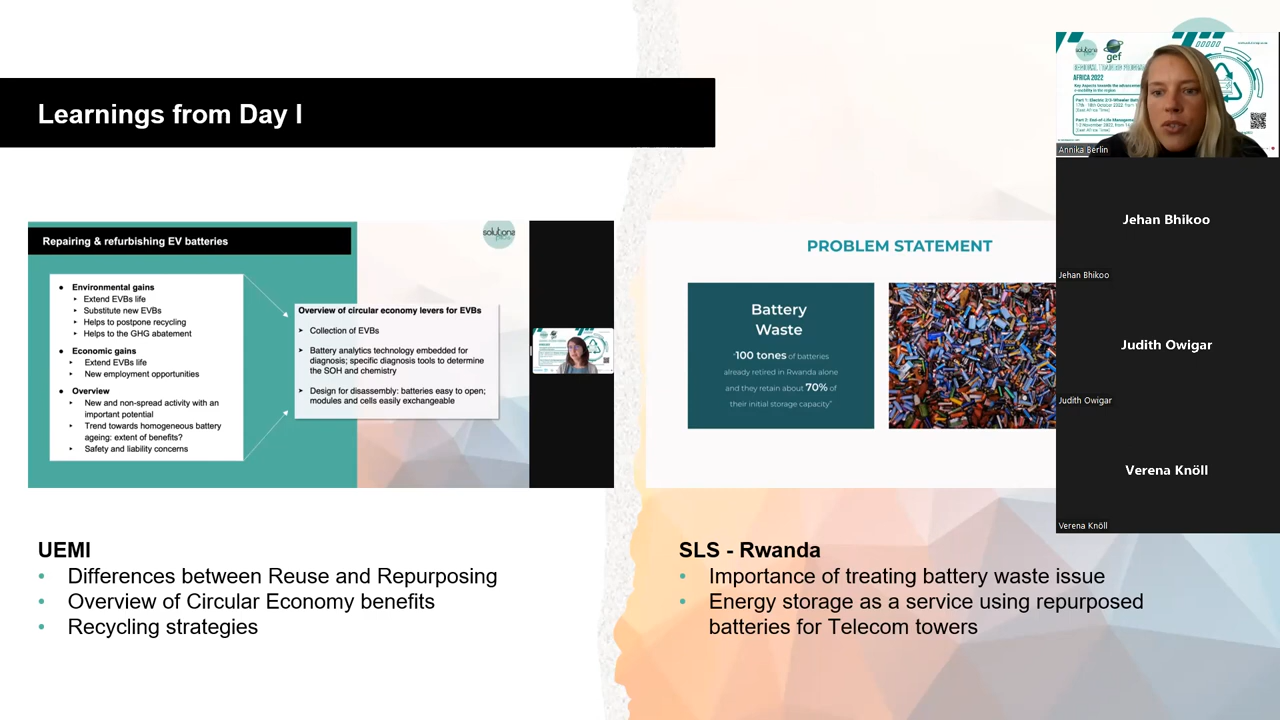 Learnings from Day I
Repairing & refurbishing EV batteries
Environmental gains
Extend EVBs life
Substitute new EVBs
Helps to postpone recycling
Helps to the GHG abatement
Economic gains
Extend EVBs life
New employment opportunities
Overview
New and non-spread activity with an
important potential
Trend towards homogeneous battery
ageing: extent of benefits?
Safety and liability concerns
Overview of circular economy levers for EVBs
Collection of EVBs
Battery analytics technology embedded for
diagnosis; specific diagnosis tools to determine
the SOH and chemistry
Design for disassembly: batteries easy to open;
modules and cells easily exchangeable
solutions
PROBLEM STATEMENT
Battery
Waste
"100 tones of batteries
already retired in Rwanda alone
and they retain about 70% of
their initial storage capacity"
UEMI
• Differences between Reuse and Repurposing
• Overview of Circular Economy benefits
• Recycling strategies
SLS - Rwanda
• Importance of treating battery waste issue
• Energy storage as a service using repurposed
batteries for Telecom towers
gef
AFRICA 2022
Annika Berlin
Jehan Bhikoo
Jehan Bhikoo
Judith Owigar
Judith Owigar
Verena Knöll
Verena Knöll